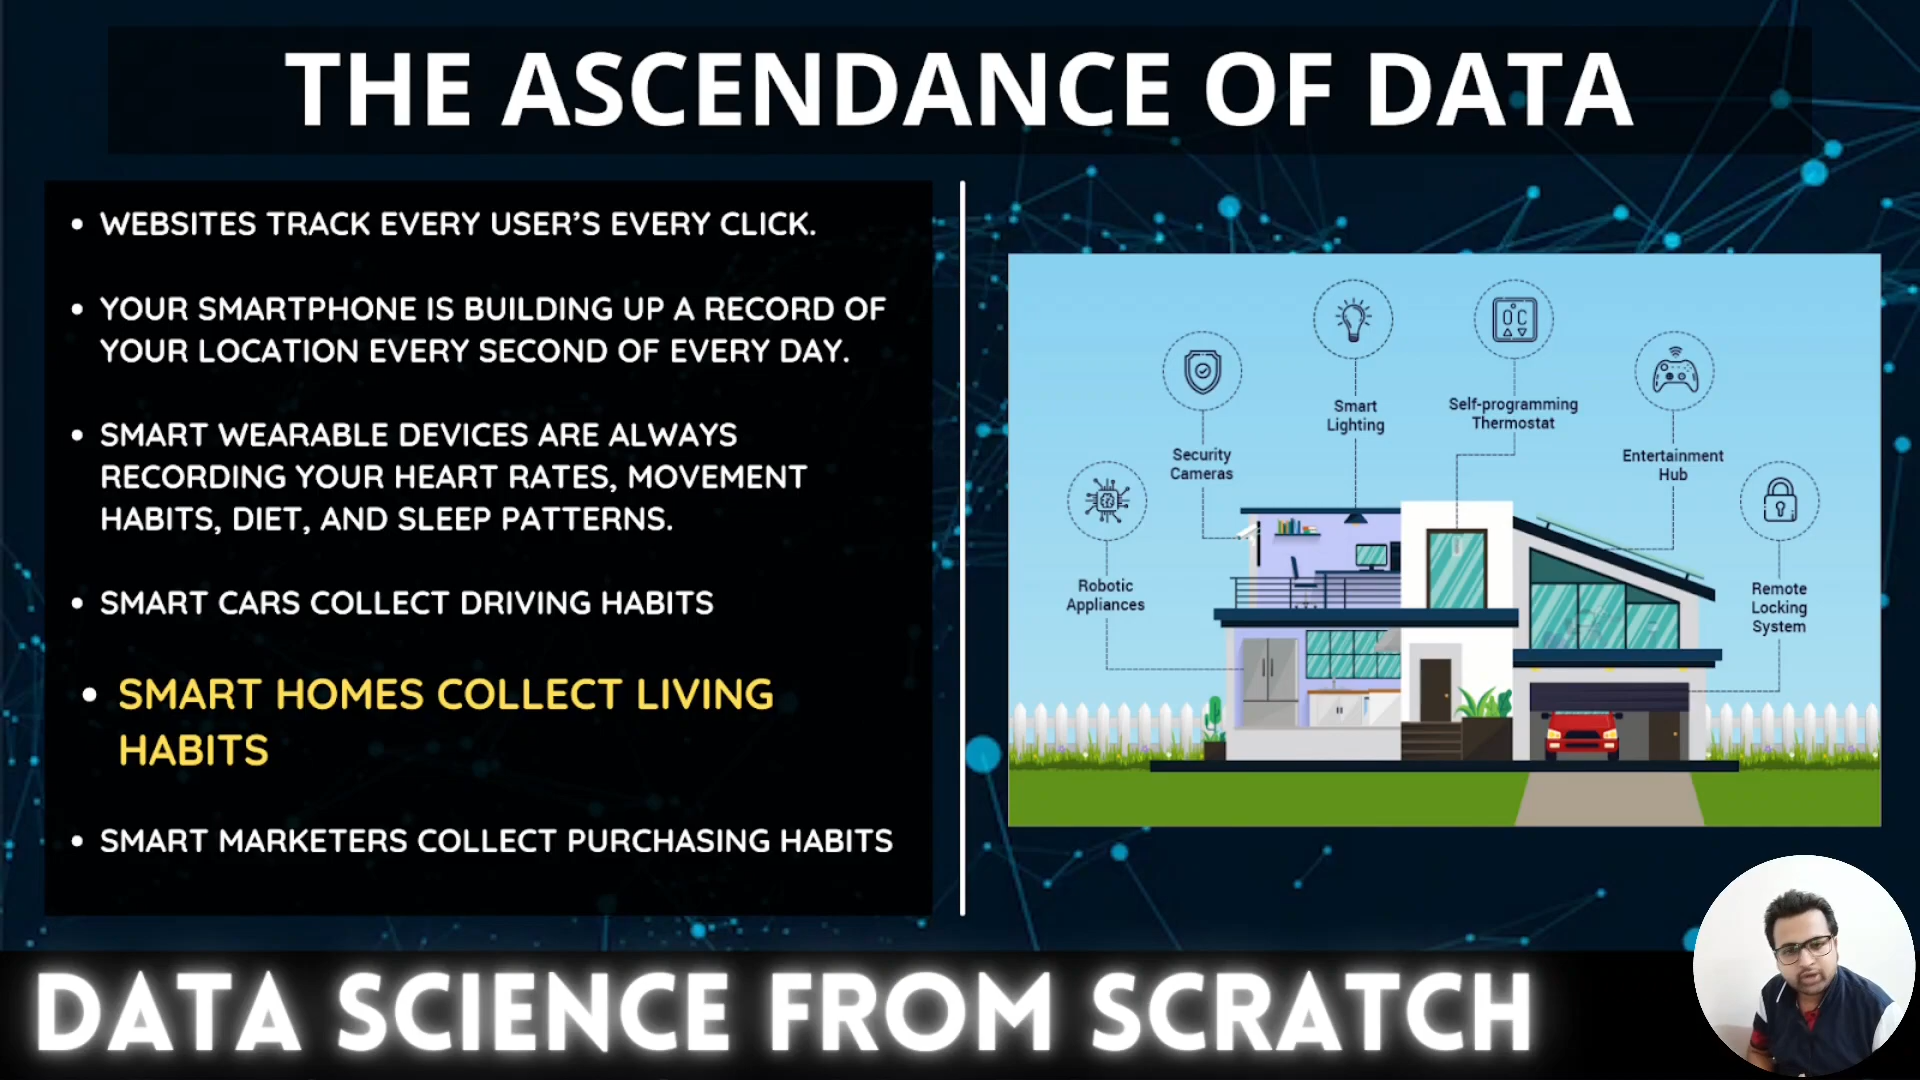 THE ASCENDANCE OF DATA
• WEBSITES TRACK EVERY USER’S EVERY CLICK.
• YOUR SMARTPHONE IS BUILDING UP A RECORD OF
YOUR LOCATION EVERY SECOND OF EVERY DAY.
• SMART WEARABLE DEVICES ARE ALWAYS
RECORDING YOUR HEART RATES, MOVEMENT
HABITS, DIET, AND SLEEP PATTERNS.
• SMART CARS COLLECT DRIVING HABITS
• SMART HOMES COLLECT LIVING
HABITS
• SMART MARKETERS COLLECT PURCHASING HABITS
Robotic
Appliances
Security
Cameras
Smart
Lighting
OC
Self-programming
Thermostat
Entertainment
Hub
Remote
Locking
System
DATA SCIENCE FROM SCRATCH